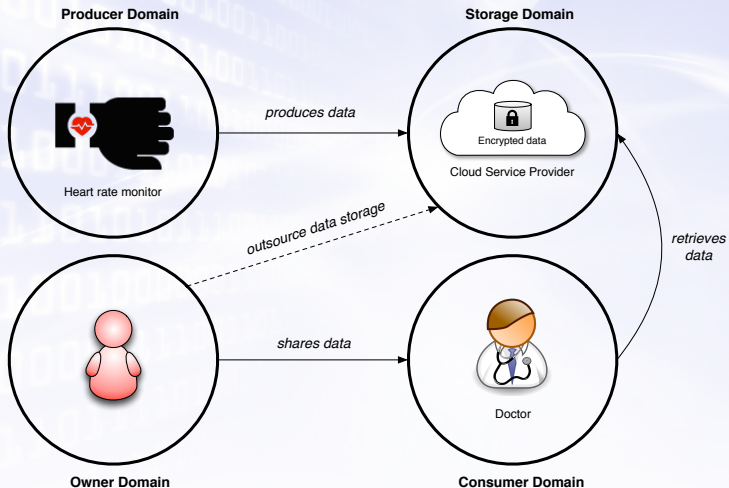 Producer Domain
Storage Domain
produces data
Encrypted data
Cloud Service Provider
Heart rate monitor
outsource data storage
retrieves
data
shares data
Doctor
Owner Domain
Consumer Domain